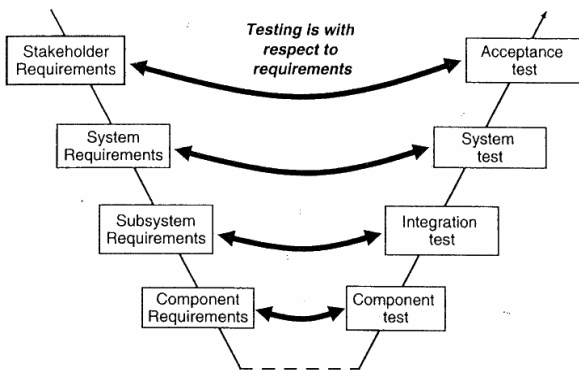 Testing is with
respect to
requirements
Stakeholder
Requirements
Acceptance
test
System
Requirements
System
test
Subsystem
Requirements
Integration
test
Component
Requirements
Component
test